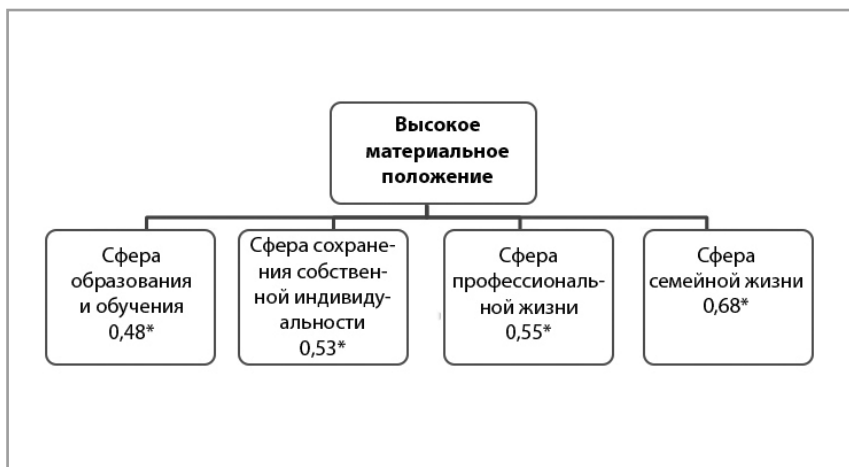 Высокое
материальное
положение
Сфера
образования
и обучения
0,48*
Сфера сохране-
ния собствен-
ной индивиду-
альности
0,53*
Сфера
профессиональ-
ной жизни
0,55*
Сфера
семейной жизни
0,68*